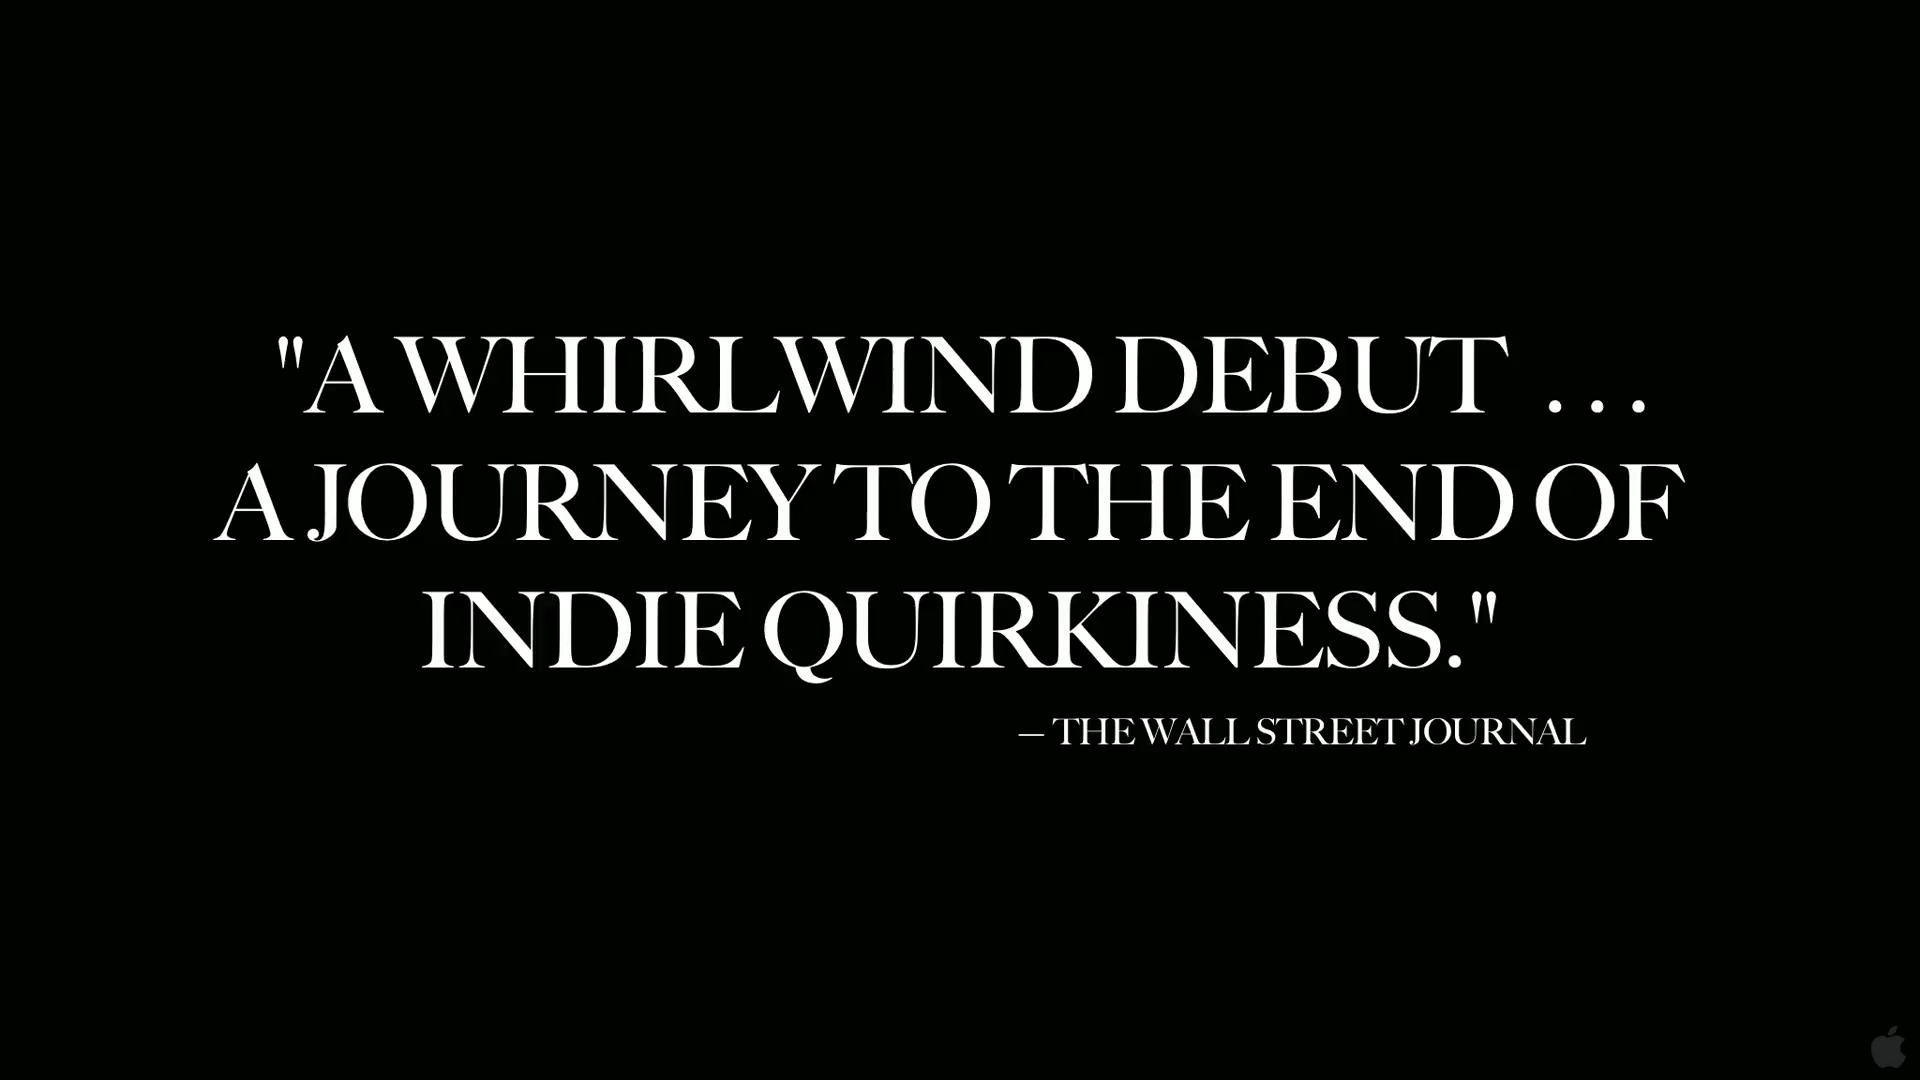 "A WHIRLWIND DEBUT ...
A JOURNEY TO THE END OF
INDIE QUIRKINESS."
– THE WALL STREET JOURNAL